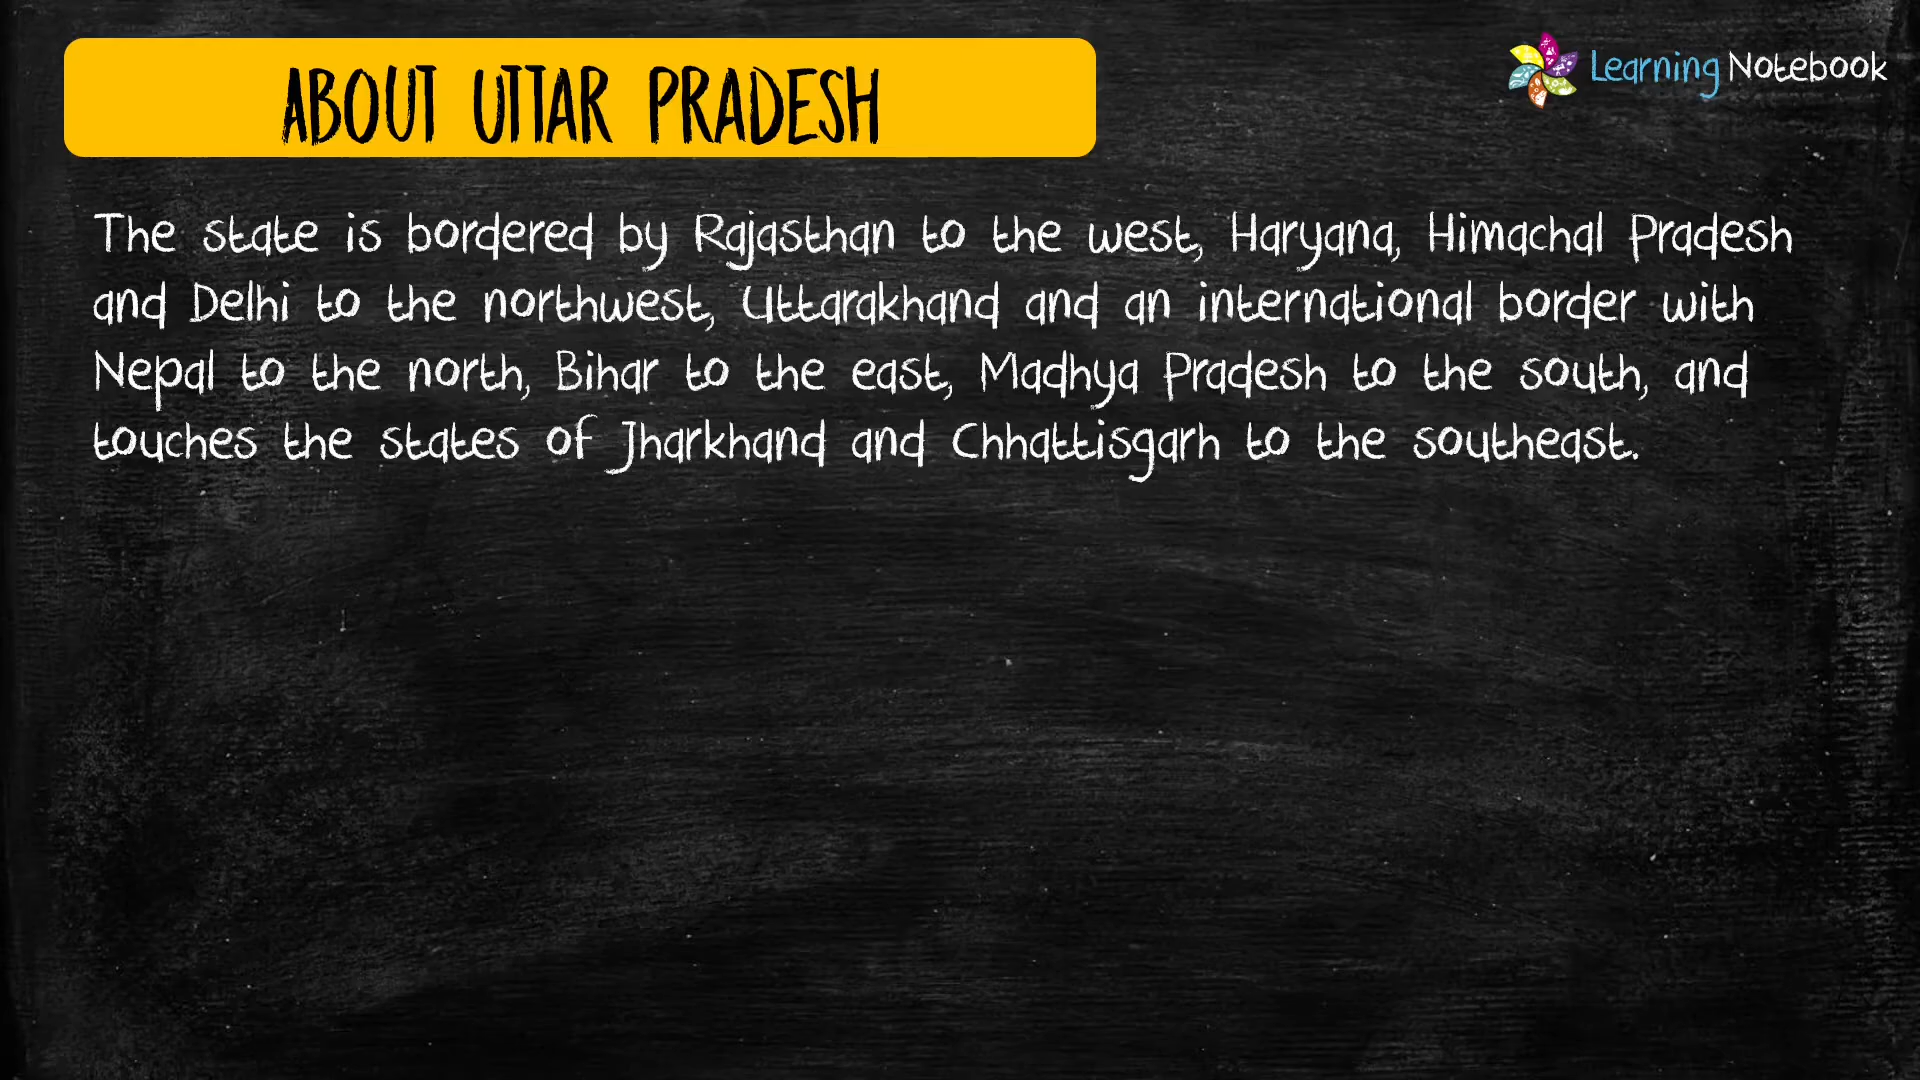 ABOUT UTTAR PRADESH
Learning Notebook
The state is bordered by Rajasthan to the west, Haryana, Himachal Pradesh
and Delhi to the northwest, Uttarakhand and an international border with
Nepal to the north, Bihar to the east, Madhya Pradesh to the south, and
touches the states of Jharkhand and Chhattisgarh to the southeast.